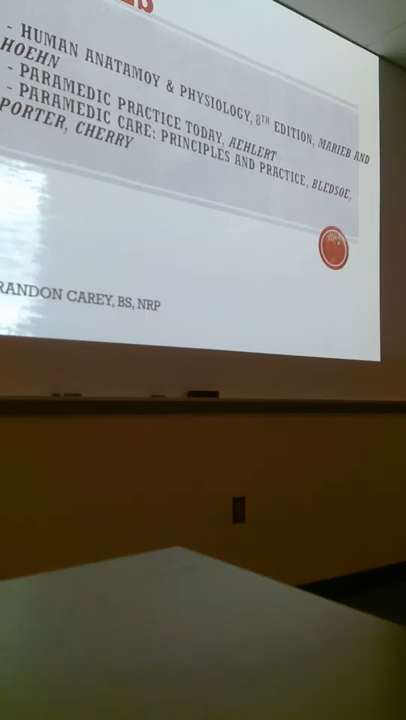 - HUMAN ANATAMOY & PHYSIOLOGY, 8TH EDITION, MARIEB AND
HOEHN
- PARAMEDIC PRACTICE TODAY, AEHLERT
- PARAMEDIC CARE: PRINCIPLES AND PRACTICE, BLEDSOE,
PORTER, CHERRY
RANDON CAREY, BS, NRP